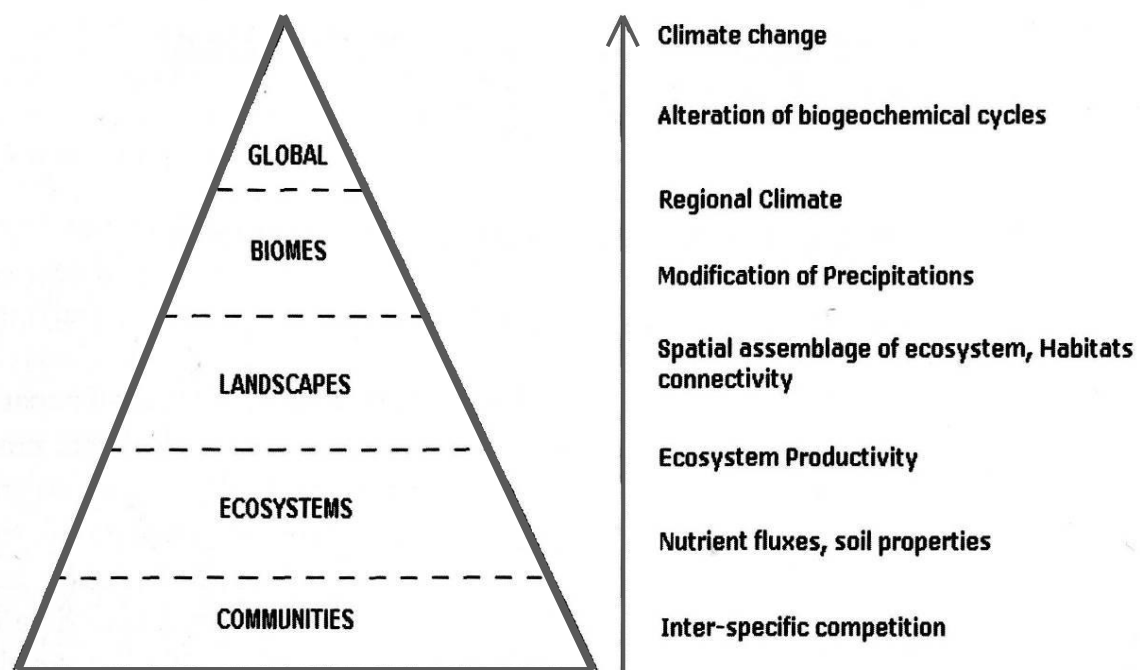 GLOBAL
BIOMES
LANDSCAPES
ECOSYSTEMS
COMMUNITIES
Climate change
Alteration of biogeochemical cycles
Regional Climate
Modification of Precipitations
Spatial assemblage of ecosystem, Habitats
connectivity
Ecosystem Productivity
Nutrient fluxes, soil properties
Inter-specific competition